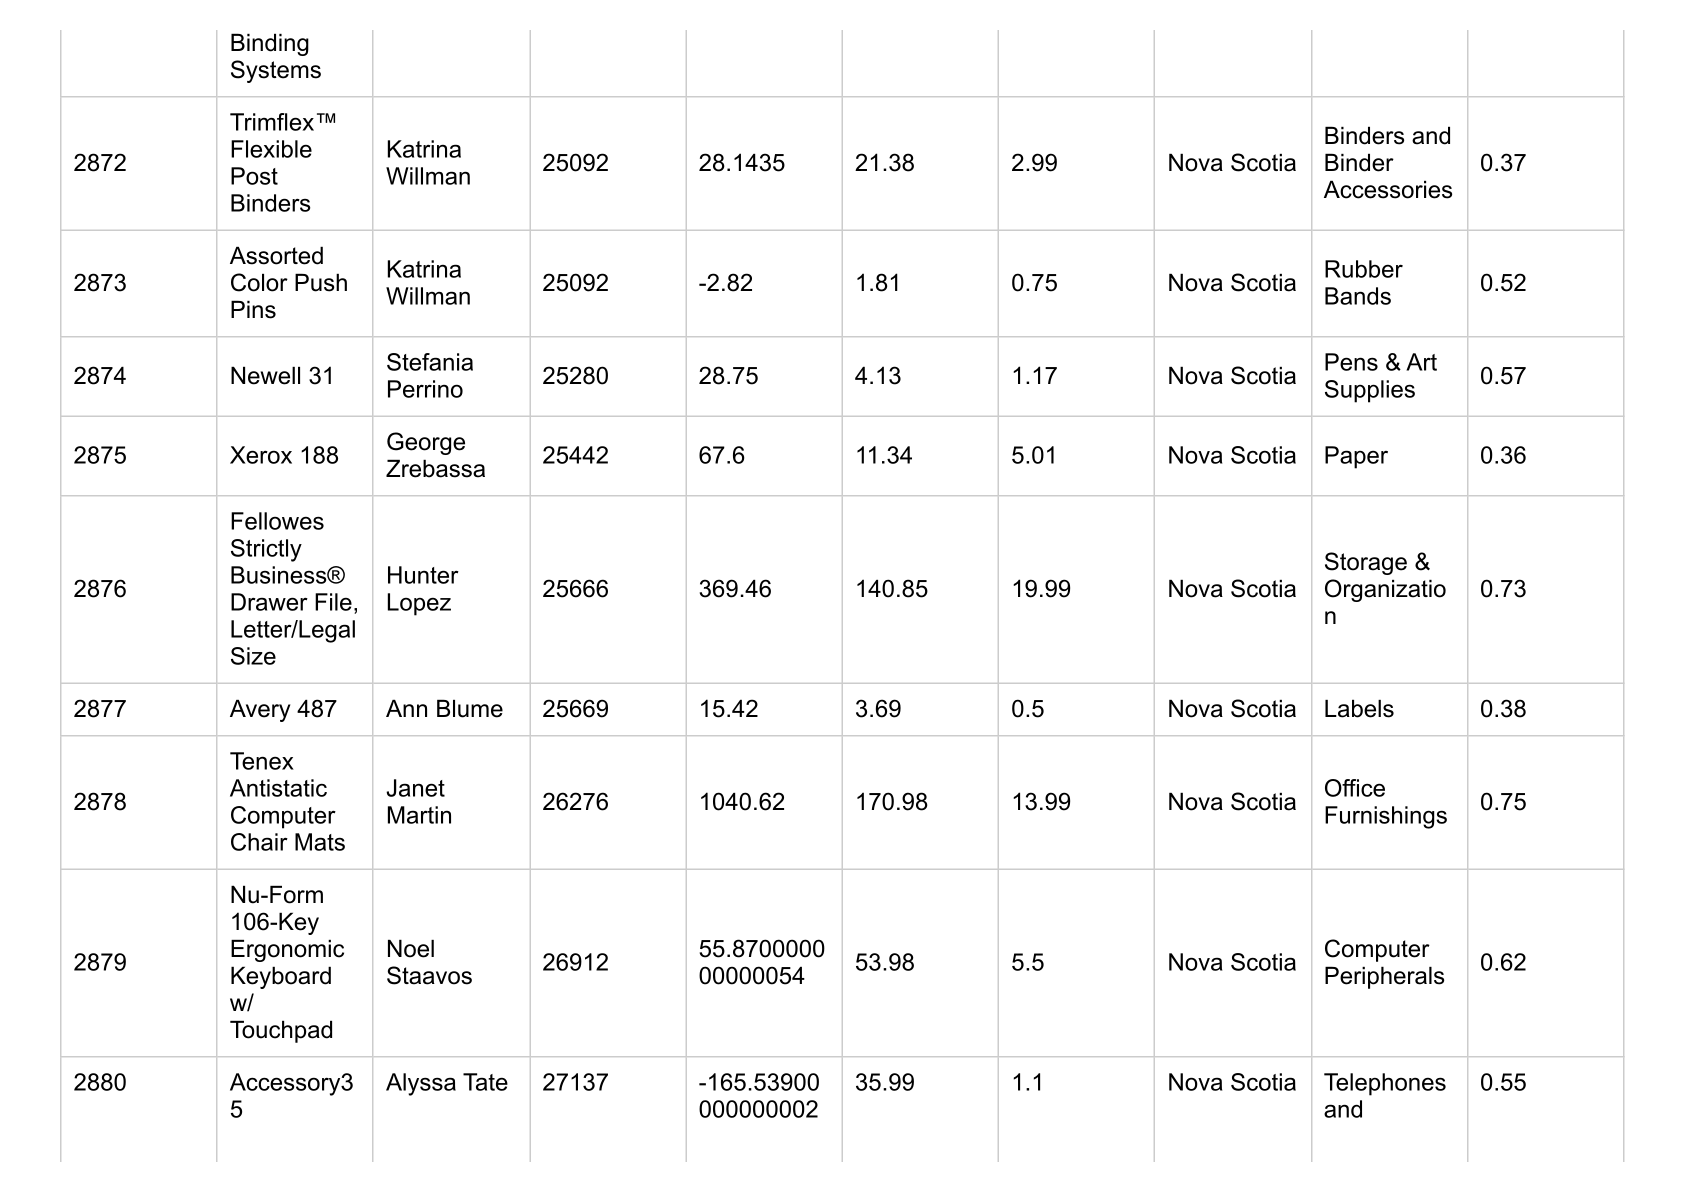 Binding
Systems
2872
Trimflex™
Flexible
Post
Binders
Katrina
Willman
25092
28.1435
21.38
2.99
Nova Scotia
Binders and
Binder
Accessories
0.37
2873
Assorted
Color Push
Pins
Katrina
Willman
25092
-2.82
1.81
0.75
Nova Scotia
Rubber
Bands
0.52
2874
Newell 31
Stefania
Perrino
25280
28.75
4.13
1.17
Nova Scotia
Pens & Art
Supplies
0.57
2875
Xerox 188
George
Zrebassa
25442
67.6
11.34
5.01
Nova Scotia
Paper
0.36
2876
Fellowes
Strictly
Business®
Drawer File,
Letter/Legal
Size
Hunter
Lopez
25666
369.46
140.85
19.99
Nova Scotia
Storage &
Organizatio
n
0.73
2877
Avery 487
Ann Blume
25669
15.42
3.69
0.5
Nova Scotia
Labels
0.38
2878
Tenex
Antistatic
Computer
Chair Mats
Janet
Martin
26276
1040.62
170.98
13.99
Nova Scotia
Office
Furnishings
0.75
2879
Nu-Form
106-Key
Ergonomic
Keyboard
w/
Touchpad
Noel
Staavos
26912
55.8700000
00000054
53.98
5.5
Nova Scotia
Computer
Peripherals
0.62
2880
Accessory3
5
Alyssa Tate
27137
-165.53900
000000002
35.99
1.1
Nova Scotia
Telephones
and
0.55